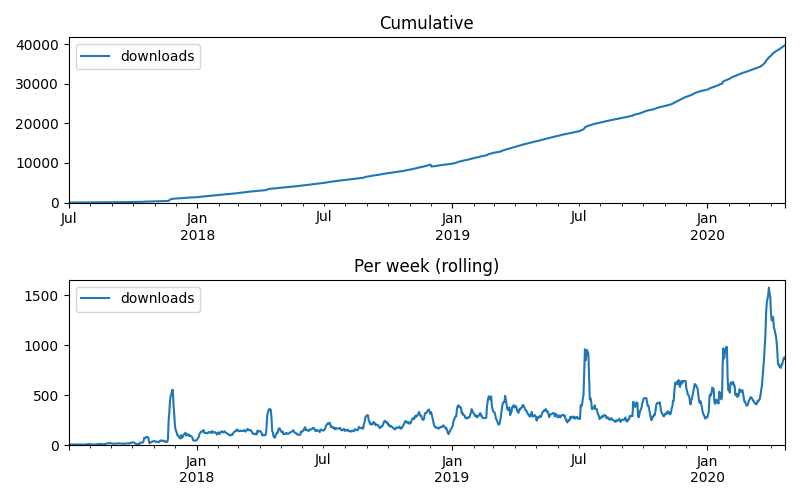 Cumulative
downloads
40000
30000
20000
10000
0
Jul Jan Jul Jan Jul Jan
2018 2019 2020
Per week (rolling)
downloads
1500
1000
500
0
Jan Jul Jan Jul Jan
2018 2019 2020